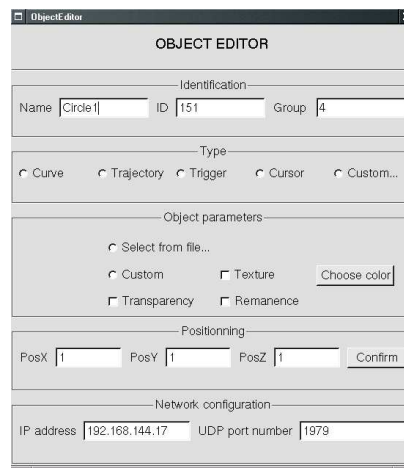 ObjectEditor
OBJECT EDITOR
Identification
Name Circle1 ID 151 Group 4
Type
Curve Trajectory Trigger Cursor Custom...
Object parameters
Select from file...
Custom Texture Choose color
Transparency Remanence
Positionning
PosX 1 PosY 1 PosZ 1 Confirm
Network configuration
IP address 192.168.144.17 UDP port number 1979